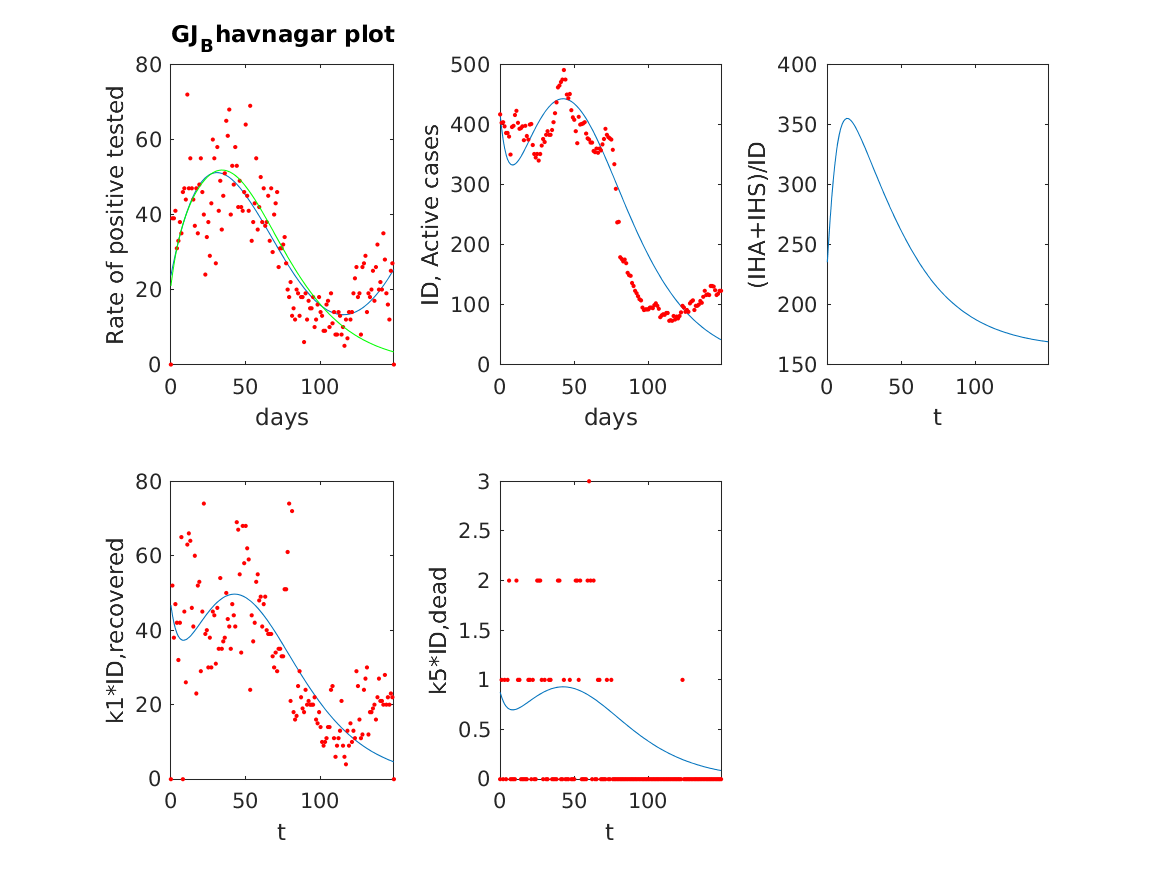 GJ_Bhavnagar plot
80
60
40
20
0
0 50 100
Rate of positive tested
days
500
400
300
200
100
0
0 50 100
ID, Active cases
days
400
350
300
250
200
150
0 50 100
(IHA+IHS)/ID
t
80
60
40
20
0
0 50 100
k1*ID,recovered
t
3
2.5
2
1.5
1
0.5
0
0 50 100
k5*ID,dead
t